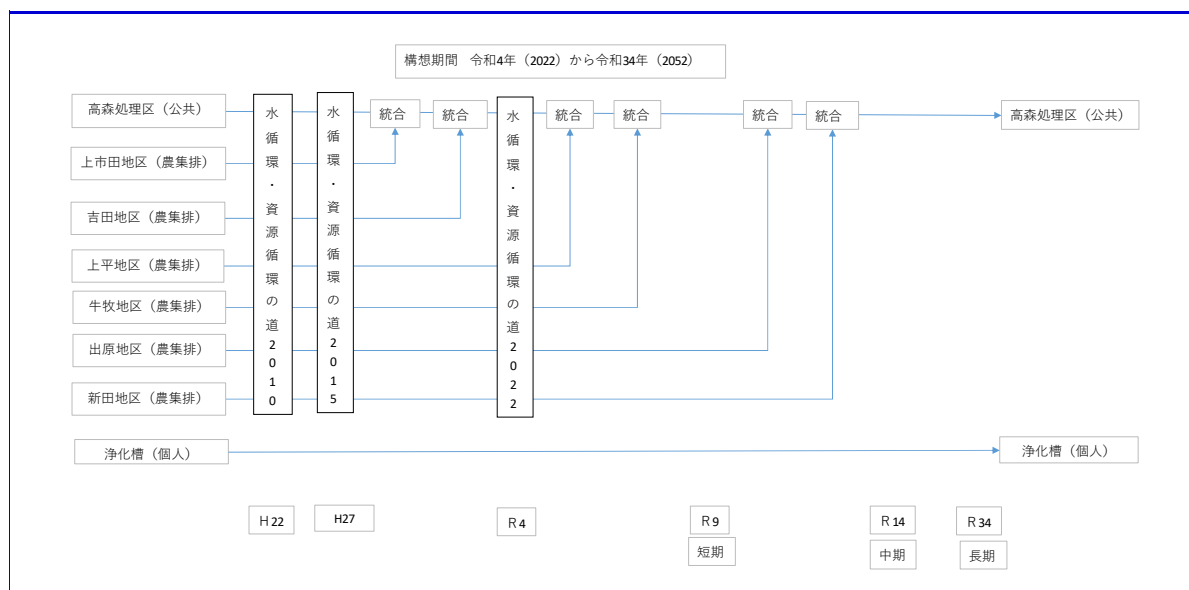 構想期間 令和4年（2022）から令和34年（2052）
高森処理区（公共）
水循環・資源循環の道2010
水循環・資源循環の道2015
統合
統合
水循環・資源循環の道2022
統合
統合
統合
統合
高森処理区（公共）
上市田地区（農集排）
吉田地区（農集排）
上平地区（農集排）
牛牧地区（農集排）
出原地区（農集排）
新田地区（農集排）
浄化槽（個人）
浄化槽（個人）
H22
H27
R4
R9
R14
R34
短期
中期
長期